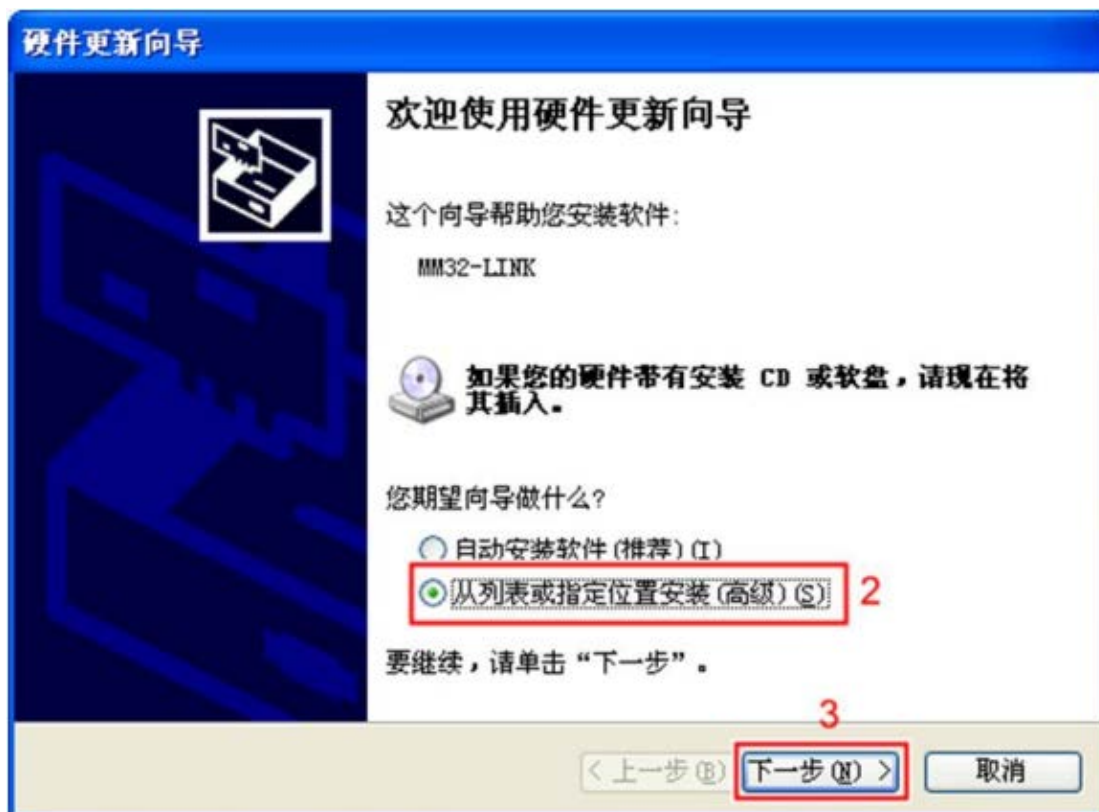 硬件更新向导
欢迎使用硬件更新向导
这个向导帮助您安装软件:
MM32-LINK
如果您的硬件带有安装 CD 或软盘，请现在将
其插入。
您期望向导做什么?
自动安装软件(推荐)(I)
从列表或指定位置安装(高级)(S)
2
要继续，请单击“下一步”。
3
< 上一步(B)
下一步(N) >
取消